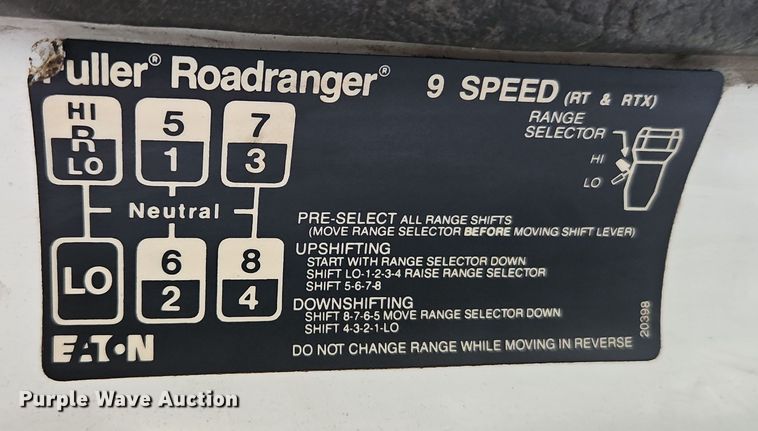 Fuller® Roadranger® 9 SPEED (RT & RTX)
RANGE
SELECTOR
HI
LO
HI
R
LO
5
1
7
3
Neutral
LO
6
2
8
4
PRE-SELECT ALL RANGE SHIFTS
(MOVE RANGE SELECTOR BEFORE MOVING SHIFT LEVER)
UPSHIFTING
START WITH RANGE SELECTOR DOWN
SHIFT LO-1-2-3-4 RAISE RANGE SELECTOR
SHIFT 5-6-7-8
DOWNSHIFTING
SHIFT 8-7-6-5 MOVE RANGE SELECTOR DOWN
SHIFT 4-3-2-1-LO
DO NOT CHANGE RANGE WHILE MOVING IN REVERSE
20398
EATON
Purple Wave Auction